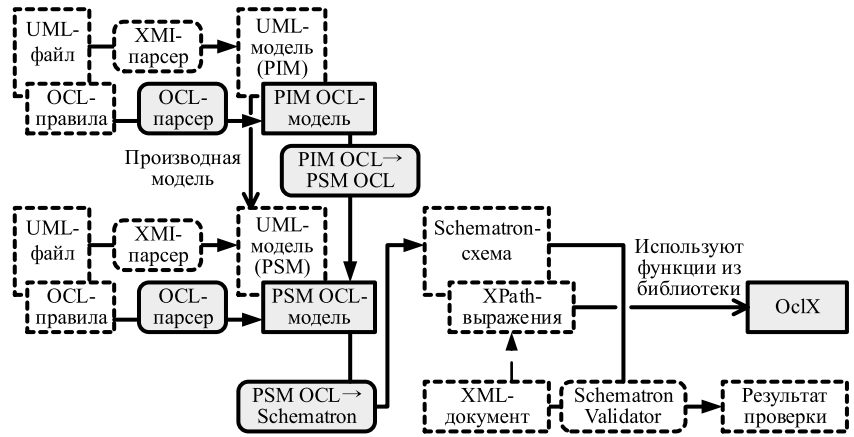 UML-
файл
XMI-
парсер
UML-
модель
(PIM)
OCL-
правила
OCL-
парсер
PIM OCL-
модель
Производная
модель
PIM OCL→
PSM OCL
UML-
файл
XMI-
парсер
UML-
модель
(PSM)
Schematron-
схема
Используют
функции из
библиотеки
OCL-
правила
OCL-
парсер
PSM OCL-
модель
XPath-
выражения
OclX
PSM OCL→
Schematron
XML-
документ
Schematron
Validator
Результат
проверки